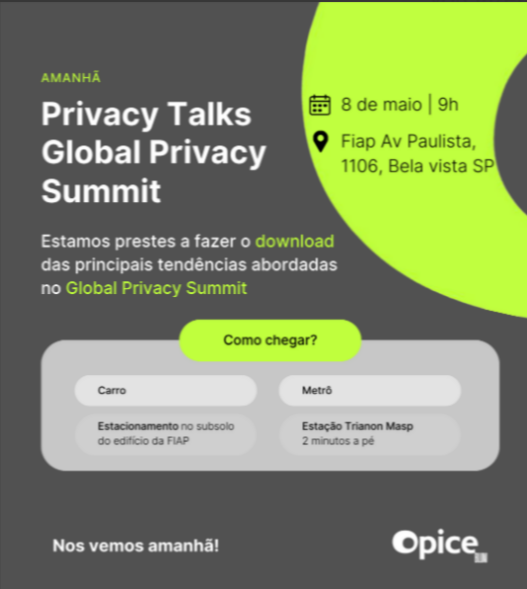 AMANHÃ
Privacy Talks
Global Privacy
Summit
8 de maio | 9h
Fiap Av Paulista,
1106, Bela vista SP
Estamos prestes a fazer o download
das principais tendências abordadas
no Global Privacy Summit
Como chegar?
Carro
Estacionamento no subsolo
do edifício da FIAP
Metrô
Estação Trianon Masp
2 minutos a pé
Nos vemos amanhã!
Opice